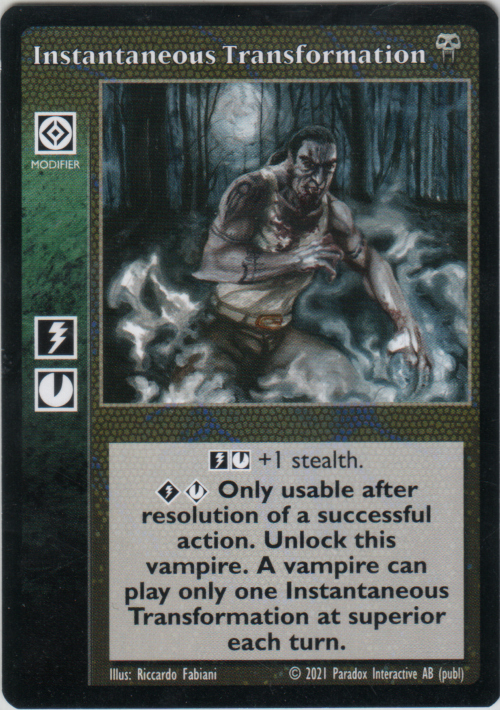 Instantaneous Transformation
MODIFIER
+1 stealth.
Only usable after
resolution of a successful
action. Unlock this
vampire. A vampire can
play only one Instantaneous
Transformation at superior
each turn.
Illus: Riccardo Fabiani © 2021 Paradox Interactive AB (publ)